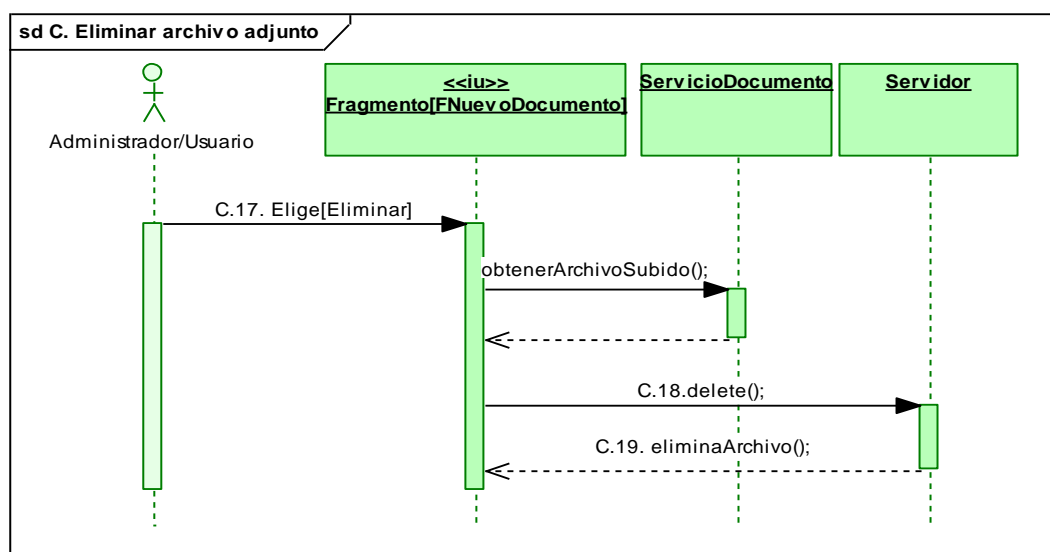 sd C. Eliminar archivo adjunto
Administrador/Usuario
<<iu>>
Fragmento[FNuevoDocumento]
ServicioDocumento
Servidor
C.17. Elige[Eliminar]
obtenerArchivoSubido();
C.18.delete();
C.19. eliminaArchivo();